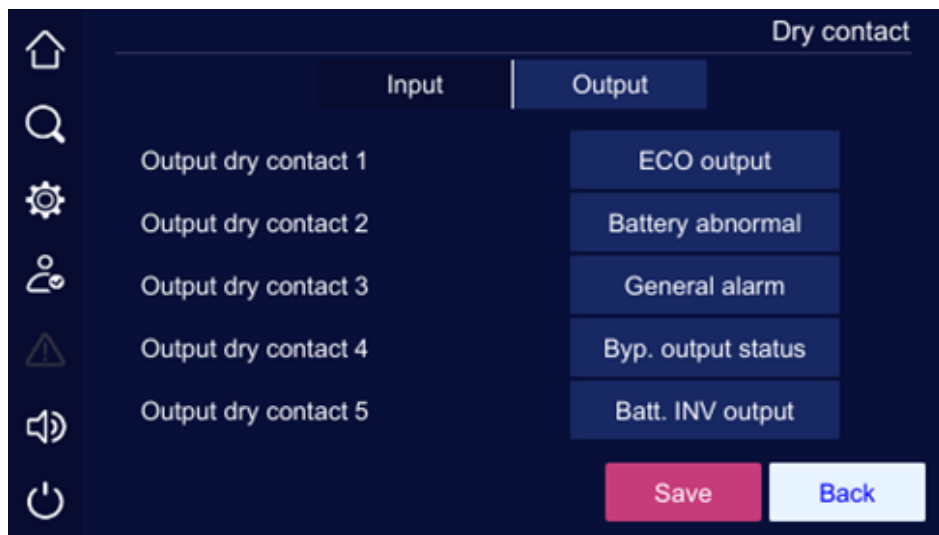 Dry contact
Input
Output
Output dry contact 1
ECO output
Output dry contact 2
Battery abnormal
Output dry contact 3
General alarm
Output dry contact 4
Byp. output status
Output dry contact 5
Batt. INV output
Save
Back